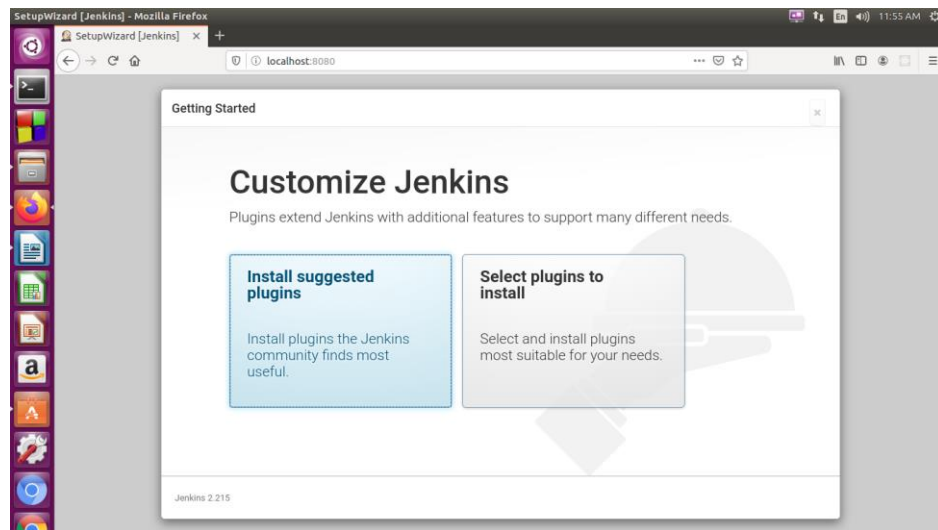 SetupWizard [Jenkins] - Mozilla Firefox
En
11:55 AM
SetupWizard [Jenkins] × +
localhost:8080
Getting Started
×
Customize Jenkins
Plugins extend Jenkins with additional features to support many different needs.
Install suggested
plugins
Install plugins the Jenkins
community finds most
useful.
Select plugins to
install
Select and install plugins
most suitable for your needs.
Jenkins 2.215